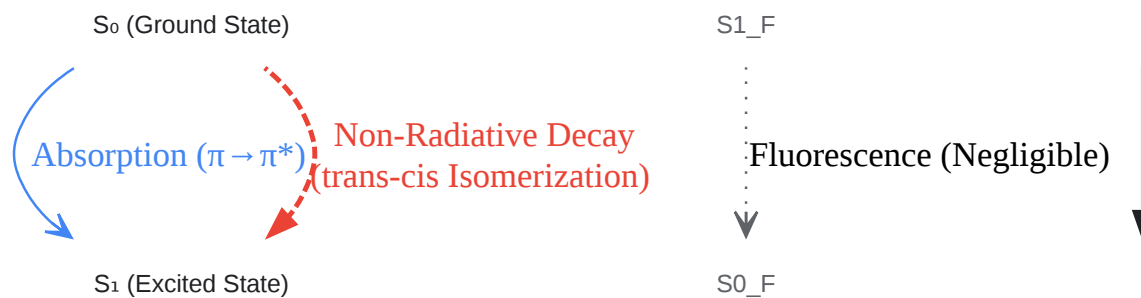 S₀ (Ground State)
S1_F
Absorption (π→π*)
Non-Radiative Decay
(trans-cis Isomerization)
Fluorescence (Negligible)
S₁ (Excited State)
S0_F